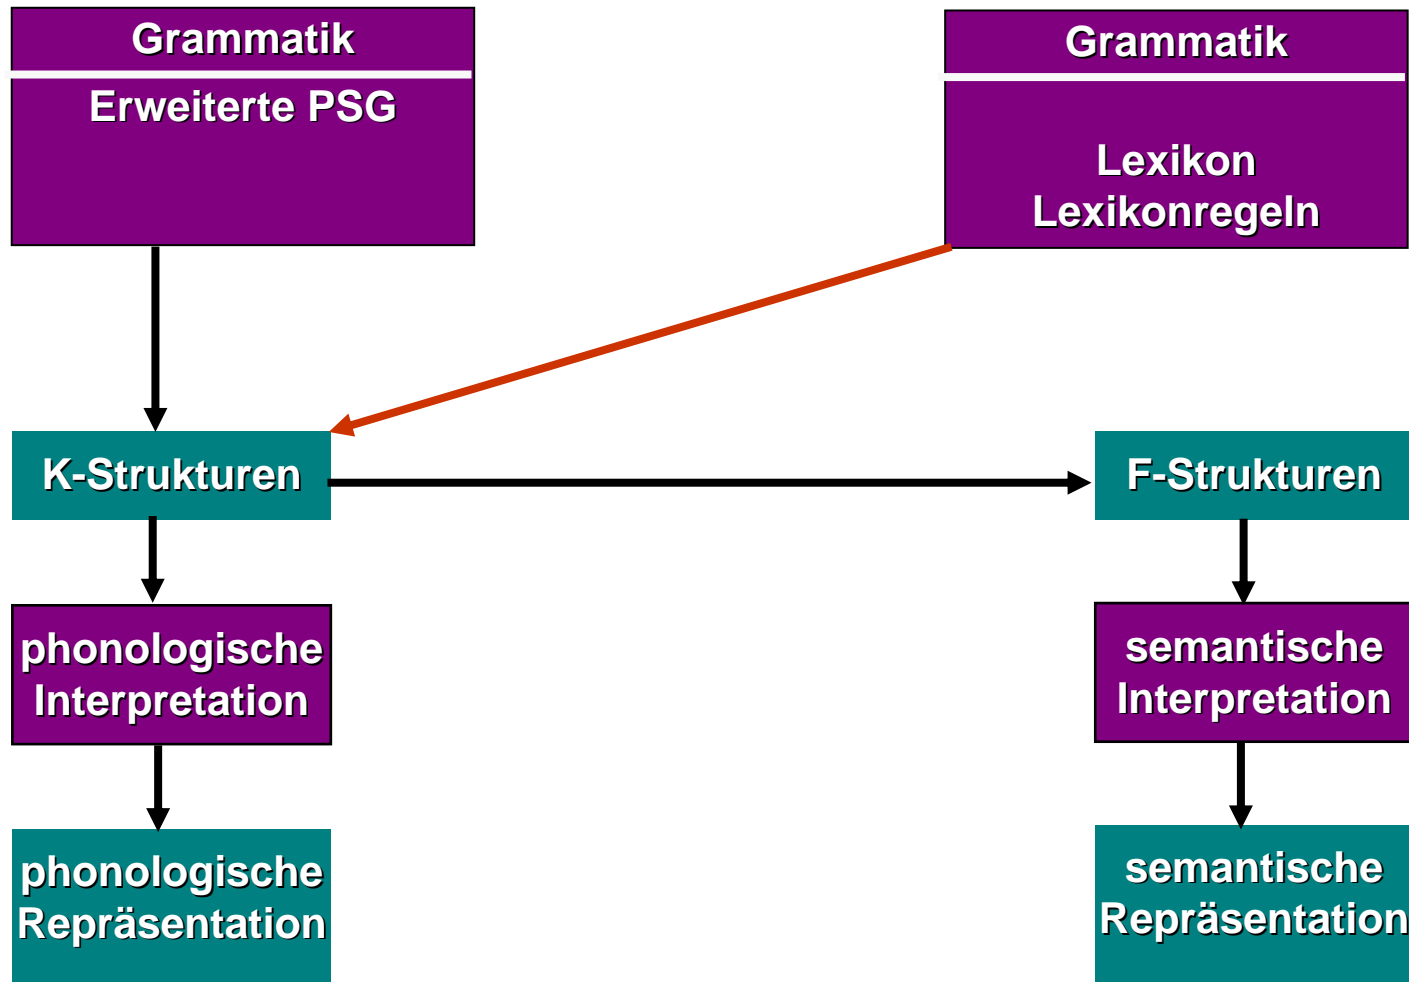 Grammatik
Erweiterte PSG
Grammatik
Lexikon
Lexikonregeln
K-Strukturen
F-Strukturen
phonologische
Interpretation
semantische
Interpretation
phonologische
Repräsentation
semantische
Repräsentation